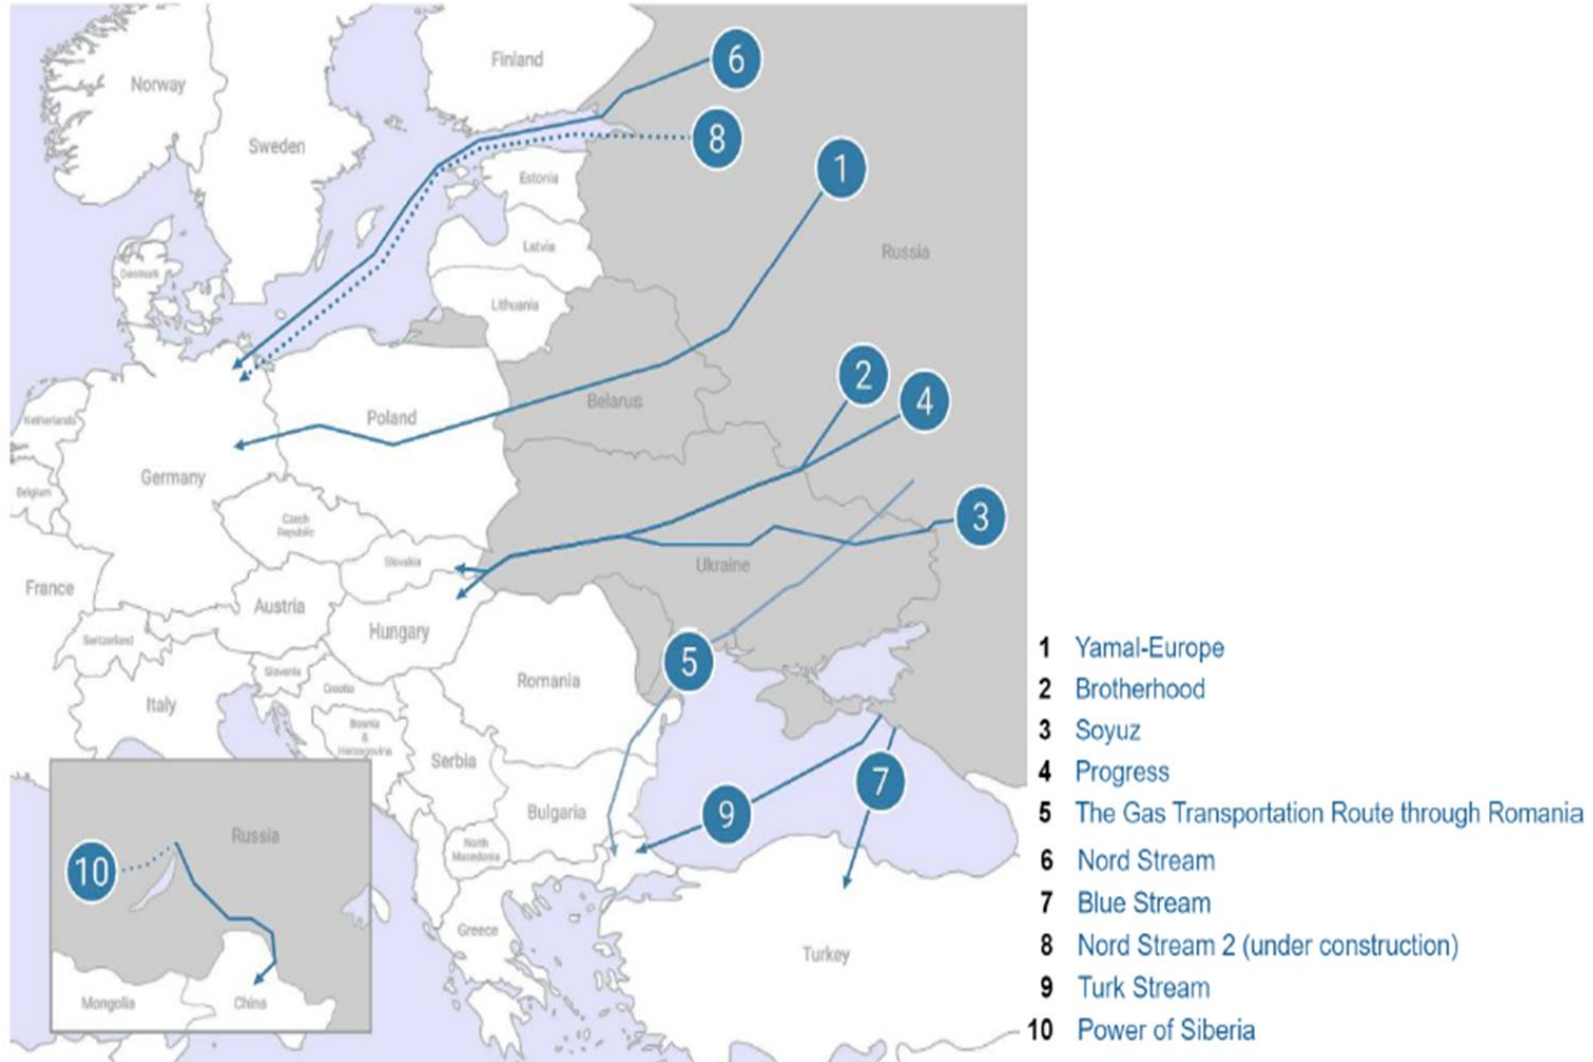 Finland
6
Norway
8
Sweden
1
Estonia
Russia
Latvia
Denmark
Lithuania
2
4
Belarus
Poland
Netherlands
Germany
Belgium
3
Czech
Republic
Slovakia
Ukraine
France
Austria
Hungary
Switzerland
5
Slovenia
Romania
Croatia
Italy
Bosnia
&
Herzegovina
Serbia
7
9
Bulgaria
North
Macedonia
Russia
10
Greece
Turkey
Mongolia
China
1 Yamal-Europe
2 Brotherhood
3 Soyuz
4 Progress
5 The Gas Transportation Route through Romania
6 Nord Stream
7 Blue Stream
8 Nord Stream 2 (under construction)
9 Turk Stream
10 Power of Siberia